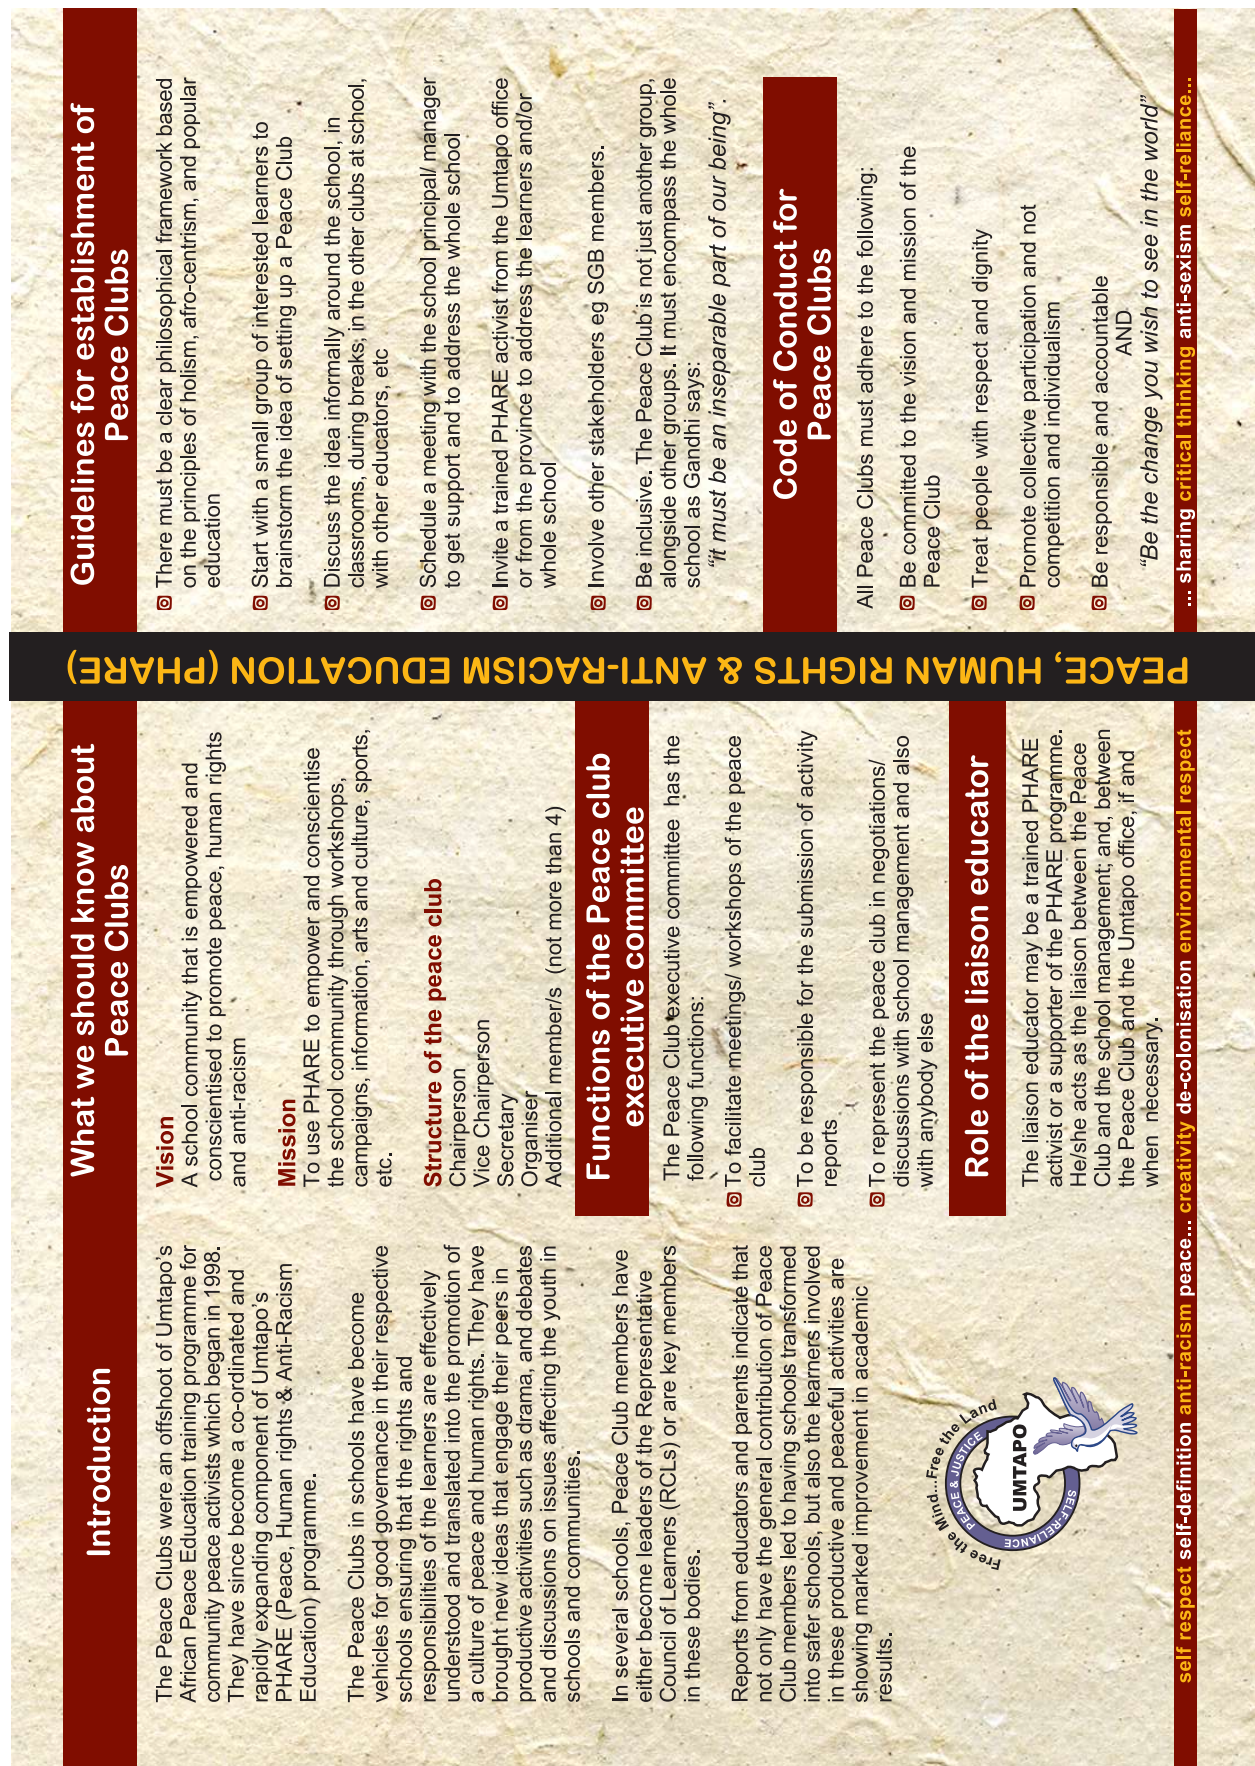 Introduction
The Peace Clubs were an offshoot of Umtapo's
African Peace Education training programme for
community peace activists which began in 1998.
They have since become a co-ordinated and
rapidly expanding component of Umtapo's
PHARE (Peace, Human rights & Anti-Racism
Education) programme.
The Peace Clubs in schools have become
vehicles for good governance in their respective
schools ensuring that the rights and
responsibilities of the learners are effectively
understood and translated into the promotion of
a culture of peace and human rights. They have
brought new ideas that engage their peers in
productive activities such as drama, and debates
and discussions on issues affecting the youth in
schools and communities.
In several schools, Peace Club members have
either become leaders of the Representative
Council of Learners (RCLs) or are key members
in these bodies.
Reports from educators and parents indicate that
not only have the general contribution of Peace
Club members led to having schools transformed
into safer schools, but also the learners involved
in these productive and peaceful activities are
showing marked improvement in academic
results.
Free the Mind...Free the Land
PEACE & JUSTICE
SELF-RELIANCE
UMTAPO
What we should know about
Peace Clubs
Vision
A school community that is empowered and
conscientised to promote peace, human rights
and anti-racism
Mission
To use PHARE to empower and conscientise
the school community through workshops,
campaigns, information, arts and culture, sports,
etc.
Structure of the peace club
Chairperson
Vice Chairperson
Secretary
Organiser
Additional member/s (not more than 4)
Functions of the Peace club
executive committee
The Peace Club executive committee has the
following functions:
To facilitate meetings/ workshops of the peace
club
To be responsible for the submission of activity
reports
To represent the peace club in negotiations/
discussions with school management and also
with anybody else
Role of the liaison educator
The liaison educator may be a trained PHARE
activist or a supporter of the PHARE programme.
He/she acts as the liaison between the Peace
Club and the school management; and, between
the Peace Club and the Umtapo office, if and
when necessary.
PEACE, HUMAN RIGHTS & ANTI-RACISM EDUCATION (PHARE)
Guidelines for establishment of
Peace Clubs
There must be a clear philosophical framework based
on the principles of holism, afro-centrism, and popular
education
Start with a small group of interested learners to
brainstorm the idea of setting up a Peace Club
Discuss the idea informally around the school, in
classrooms, during breaks, in the other clubs at school,
with other educators, etc
Schedule a meeting with the school principal/ manager
to get support and to address the whole school
Invite a trained PHARE activist from the Umtapo office
or from the province to address the learners and/or
whole school
Involve other stakeholders eg SGB members.
Be inclusive. The Peace Club is not just another group,
alongside other groups. It must encompass the whole
school as Gandhi says:
“it must be an inseparable part of our being”.
Code of Conduct for
Peace Clubs
All Peace Clubs must adhere to the following:
Be committed to the vision and mission of the
Peace Club
Treat people with respect and dignity
Promote collective participation and not
competition and individualism
Be responsible and accountable
AND
“Be the change you wish to see in the world”
self respect self-definition anti-racism peace... creativity de-colonisation environmental respect
... sharing critical thinking anti-sexism self-reliance...